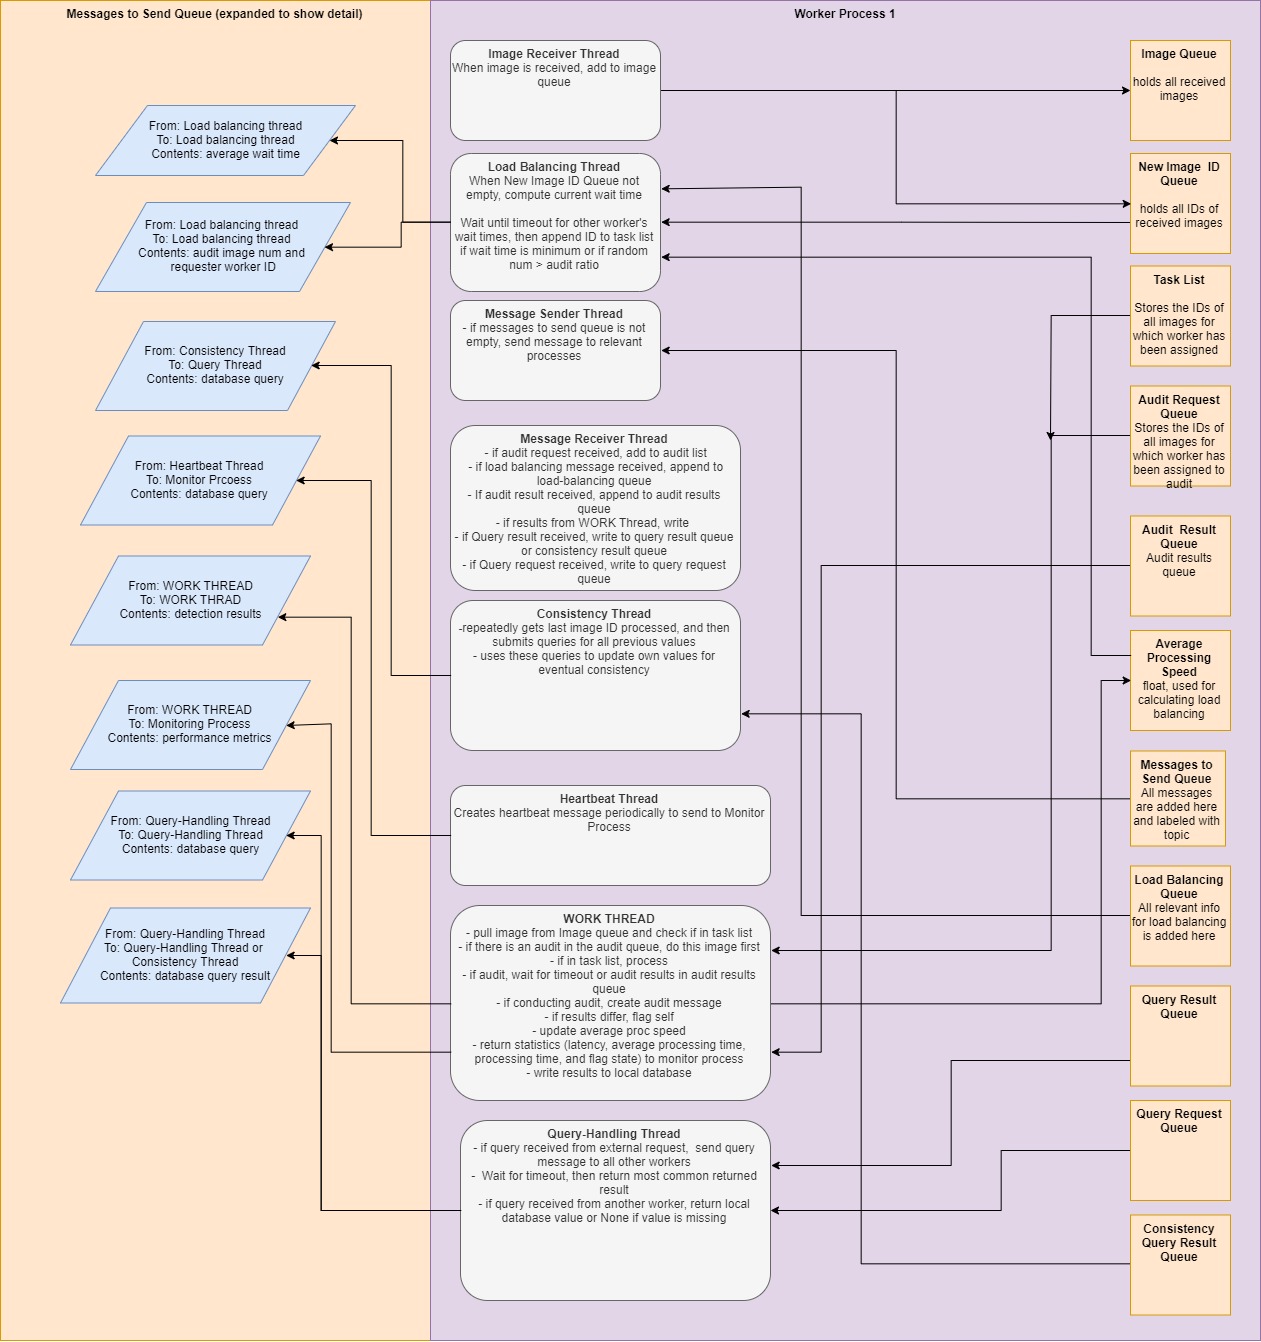 Messages to Send Queue (expanded to show detail)
From: Load balancing thread
To: Load balancing thread
Contents: average wait time
From: Load balancing thread
To: Load balancing thread
Contents: audit image num and
requester worker ID
From: Consistency Thread
To: Query Thread
Contents: database query
From: Heartbeat Thread
To: Monitor Prcoess
Contents: database query
From: WORK THREAD
To: WORK THRAD
Contents: detection results
From: WORK THREAD
To: Monitoring Process
Contents: performance metrics
From: Query-Handling Thread
To: Query-Handling Thread
Contents: database query
From: Query-Handling Thread
To: Query-Handling Thread or
Consistency Thread
Contents: database query result
Worker Process 1
Image Receiver Thread
When image is received, add to image
queue
Load Balancing Thread
When New Image ID Queue not
empty, compute current wait time
Wait until timeout for other worker's
wait times, then append ID to task list
if wait time is minimum or if random
num > audit ratio
Message Sender Thread
- if messages to send queue is not
empty, send message to relevant
processes
Message Receiver Thread
- if audit request received, add to audit list
- if load balancing message received, append to
load-balancing queue
- If audit result received, append to audit results
queue
- if results from WORK Thread, write
- if Query result received, write to query result queue
or consistency result queue
- if Query request received, write to query request
queue
Consistency Thread
-repeatedly gets last image ID processed, and then
submits queries for all previous values
- uses these queries to update own values for
eventual consistency
Heartbeat Thread
Creates heartbeat message periodically to send to Monitor
Process
WORK THREAD
- pull image from Image queue and check if in task list
- if there is an audit in the audit queue, do this image first
- if in task list, process
- if audit, wait for timeout or audit results in audit results
queue
- if conducting audit, create audit message
- if results differ, flag self
- update average proc speed
- return statistics (latency, average processing time,
processing time, and flag state) to monitor process
- write results to local database
Query-Handling Thread
- if query received from external request, send query
message to all other workers
- Wait for timeout, then return most common returned
result
- if query received from another worker, return local
database value or None if value is missing
Image Queue
holds all received
images
New Image ID
Queue
holds all IDs of
received images
Task List
Stores the IDs of
all images for
which worker has
been assigned
Audit Request
Queue
Stores the IDs of
all images for
which worker has
been assigned to
audit
Audit Result
Queue
Audit results
queue
Average
Processing
Speed
float, used for
calculating load
balancing
Messages to
Send Queue
All messages
are added here
and labeled with
topic
Load Balancing
Queue
All relevant info
for load balancing
is added here
Query Result
Queue
Query Request
Queue
Consistency
Query Result
Queue